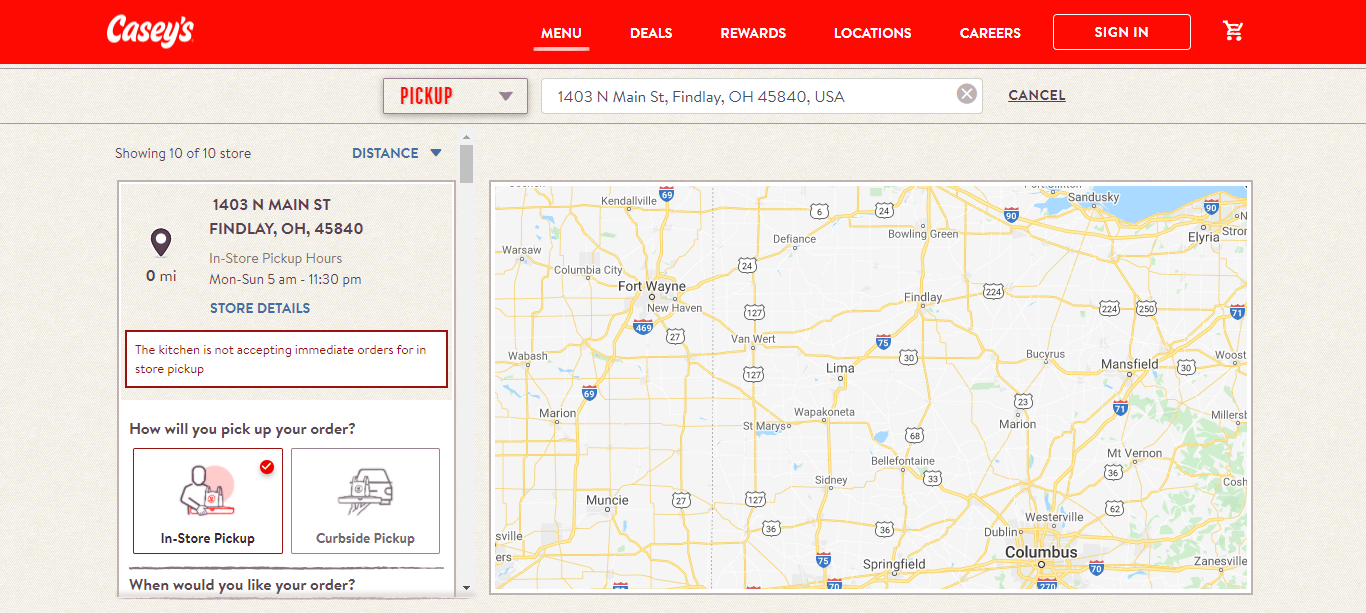 Casey's
MENU
DEALS
REWARDS
LOCATIONS
CAREERS
SIGN IN
PICKUP
1403 N Main St, Findlay, OH 45840, USA
CANCEL
Showing 10 of 10 store
DISTANCE
1403 N MAIN ST
FINDLAY, OH, 45840
0 mi
In-Store Pickup Hours
Mon-Sun 5 am - 11:30 pm
STORE DETAILS
The kitchen is not accepting immediate orders for in
store pickup
How will you pick up your order?
In-Store Pickup
Curbside Pickup
When would you like your order?
Kendallville
69
6
24
90
Sandusky
90
Elyria
Stron
Warsaw
Defiance
Bowling Green
Columbia City
24
Fort Wayne
New Haven
Findlay
224
224
250
71
127
469
27
Van Wert
75
30
Wabash
Lima
Bucyrus
Mansfield
Woost
30
127
69
23
71
Marion
Wapakoneta
St Marys
Marion
Millersb
68
Bellefontaine
Mt Vernon
36
Sidney
33
Cosh
Muncie
27
127
62
Westerville
36
36
Dublin
sville
ers
Columbus
75
Springfield
70
Zanesville
70
70
270